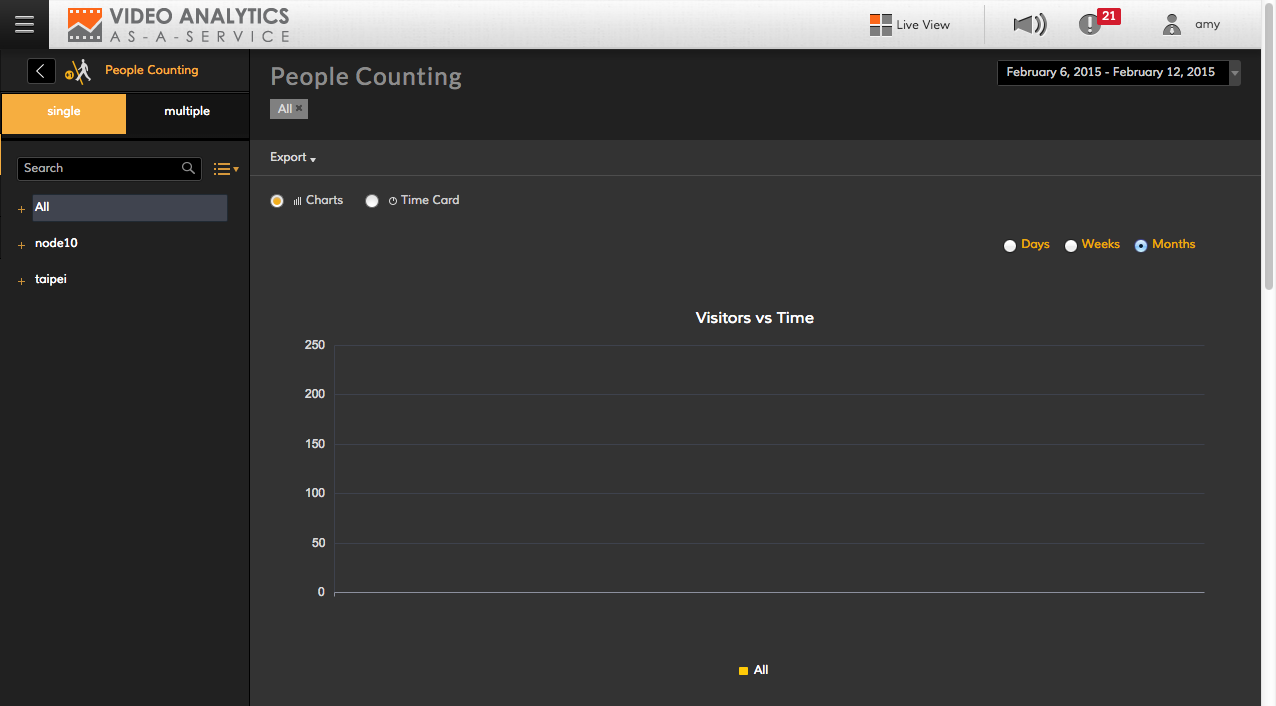 VIDEO ANALYTICS
AS-A-SERVICE
Live View
21
amy
People Counting
single
multiple
Search
All
node10
taipei
People Counting
February 6, 2015 - February 12, 2015
All ×
Export
Charts
Time Card
Days
Weeks
Months
Visitors vs Time
250
200
150
100
50
0
All